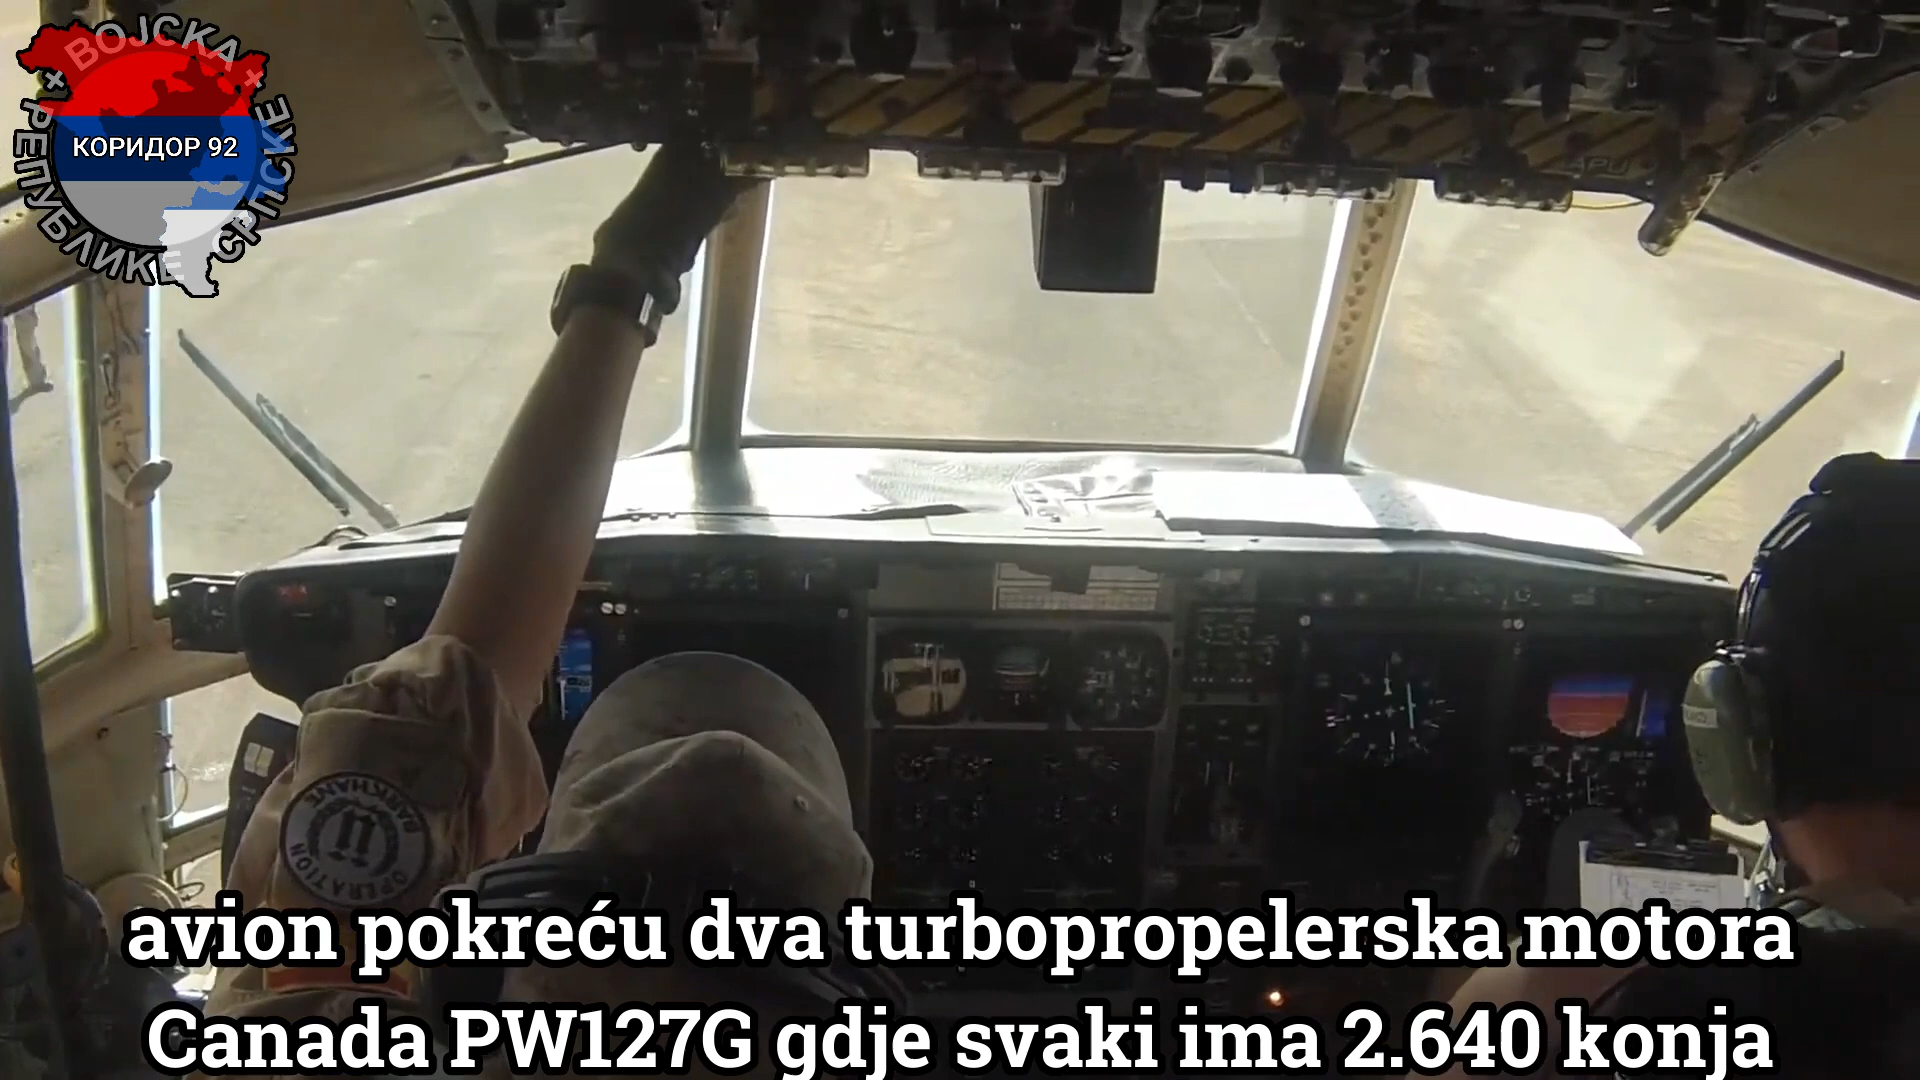 + ВОЈСКА +
РЕПУБЛИКЕ СРПСКЕ
КОРИДОР 92
APU
OPERATION
BARKHANE
avion pokreću dva turbopropelerska motora
Canada PW127G gdje svaki ima 2.640 konja